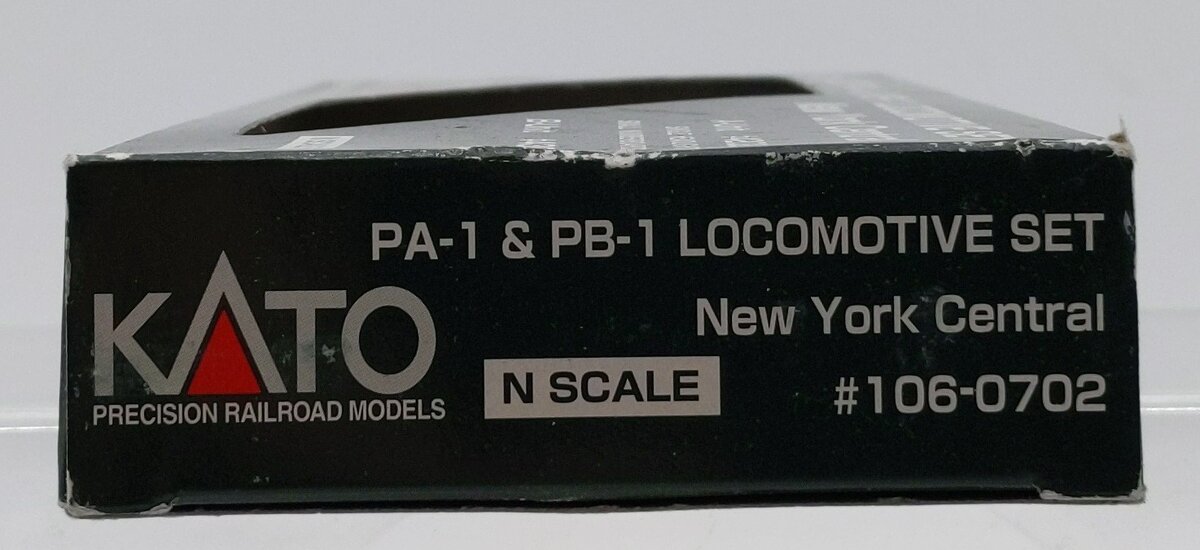 PA-1 & PB-1 LOCOMOTIVE SET
New York Central
KATO
PRECISION RAILROAD MODELS
N SCALE
#106-0702